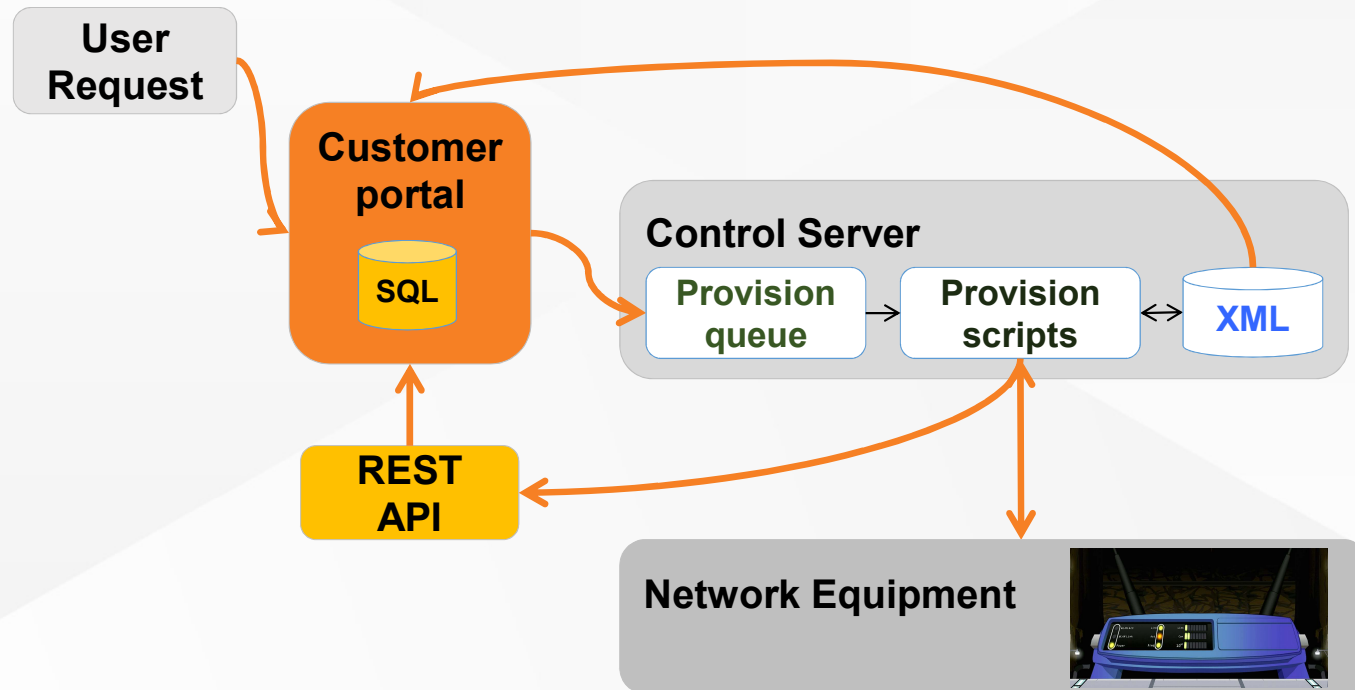 User
Request
Customer
portal
SQL
Control Server
Provision
queue
Provision
scripts
XML
REST
API
Network Equipment